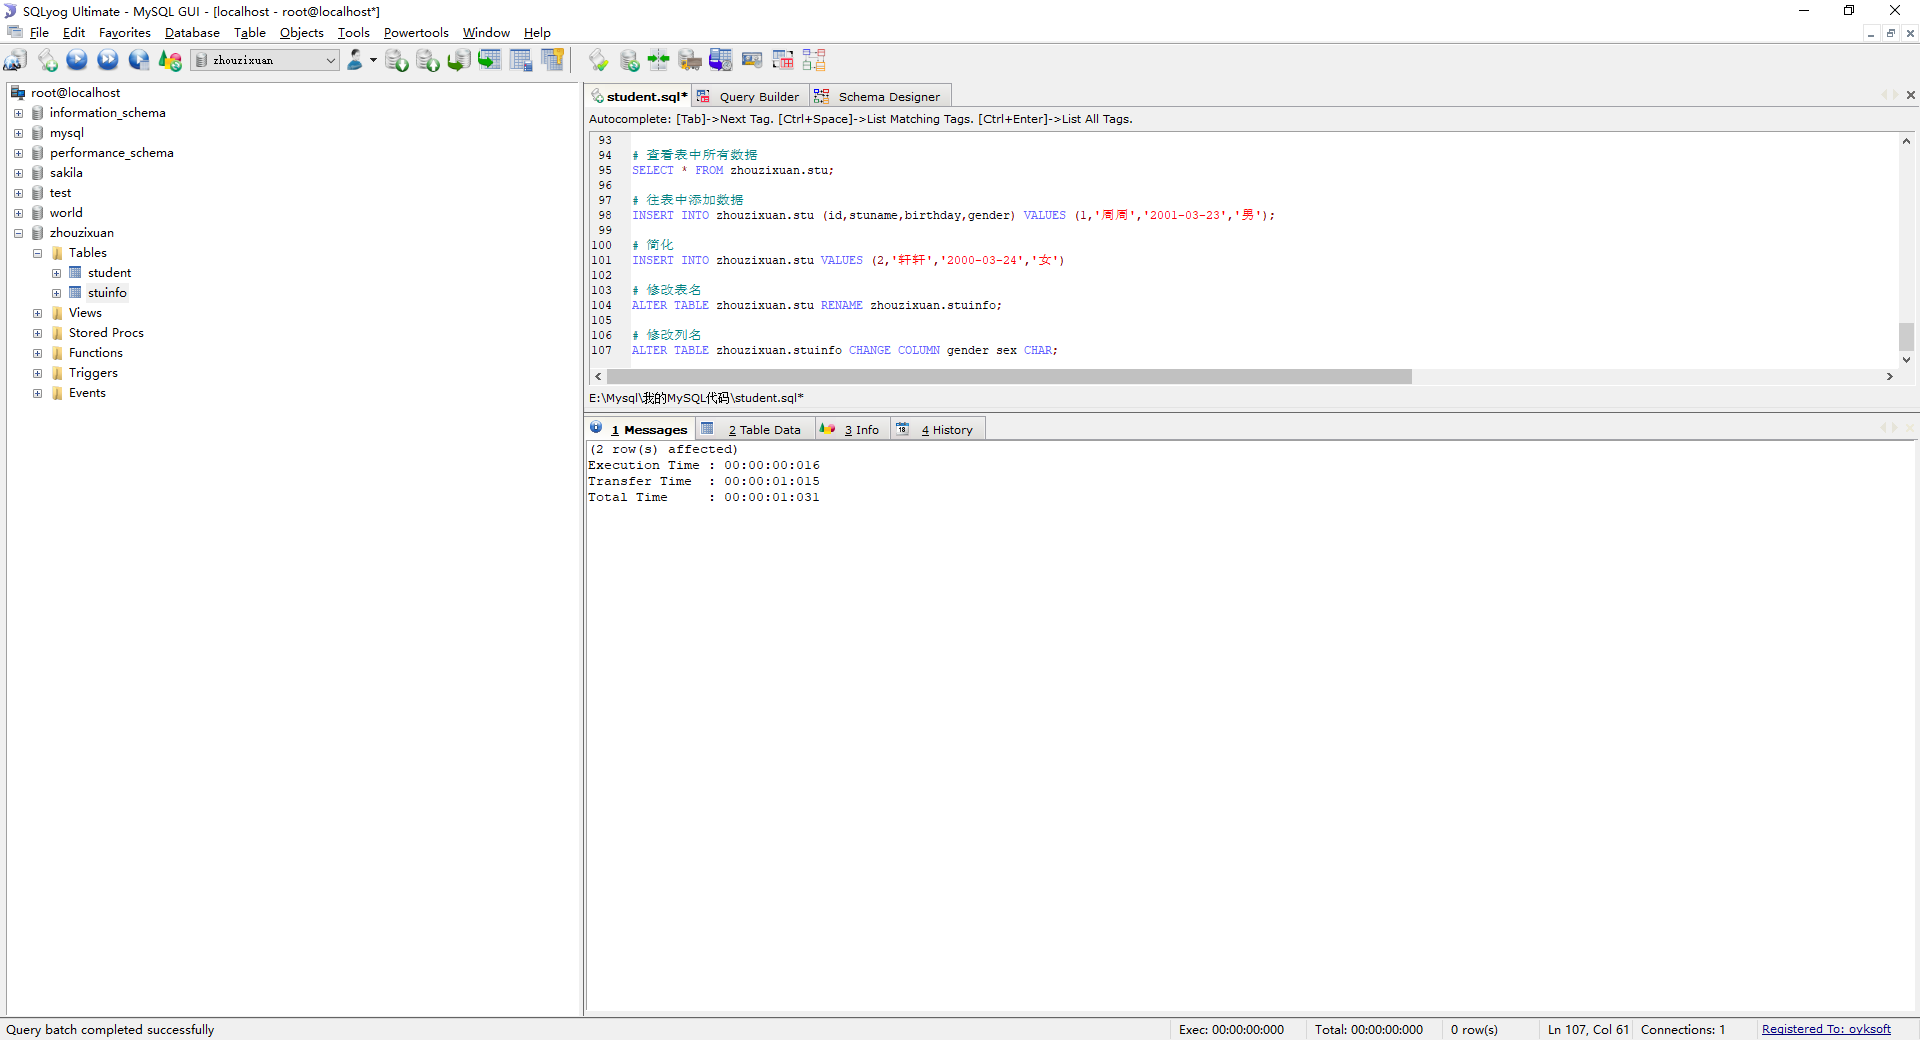 SQLyog Ultimate - MySQL GUI - [localhost - root@localhost*]
File Edit Favorites Database Table Objects Tools Powertools Window Help
zhouzixuan
root@localhost
information_schema
mysql
performance_schema
sakila
test
world
zhouzixuan
Tables
student
stuinfo
Views
Stored Procs
Functions
Triggers
Events
student.sql* Query Builder Schema Designer
Autocomplete: [Tab]->Next Tag. [Ctrl+Space]->List Matching Tags. [Ctrl+Enter]->List All Tags.
93
94 # 查看表中所有数据
95 SELECT * FROM zhouzixuan.stu;
96
97 # 往表中添加数据
98 INSERT INTO zhouzixuan.stu (id,stuname,birthday,gender) VALUES (1,'周周','2001-03-23','男');
99
100 # 简化
101 INSERT INTO zhouzixuan.stu VALUES (2,'轩轩','2000-03-24','女')
102
103 # 修改表名
104 ALTER TABLE zhouzixuan.stu RENAME zhouzixuan.stuinfo;
105
106 # 修改列名
107 ALTER TABLE zhouzixuan.stuinfo CHANGE COLUMN gender sex CHAR;
E:\Mysql\我的MySQL代码\student.sql*
1 Messages 2 Table Data 3 Info 4 History
(2 row(s) affected)
Execution Time : 00:00:00:016
Transfer Time : 00:00:01:015
Total Time : 00:00:01:031
Query batch completed successfully Exec: 00:00:00:000 Total: 00:00:00:000 0 row(s) Ln 107, Col 61 Connections: 1 Registered To: ovksoft